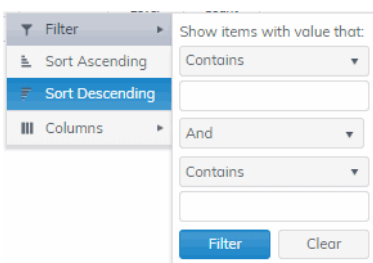 Filter
Sort Ascending
Sort Descending
Columns
Show items with value that:
Contains
And
Contains
Filter
Clear